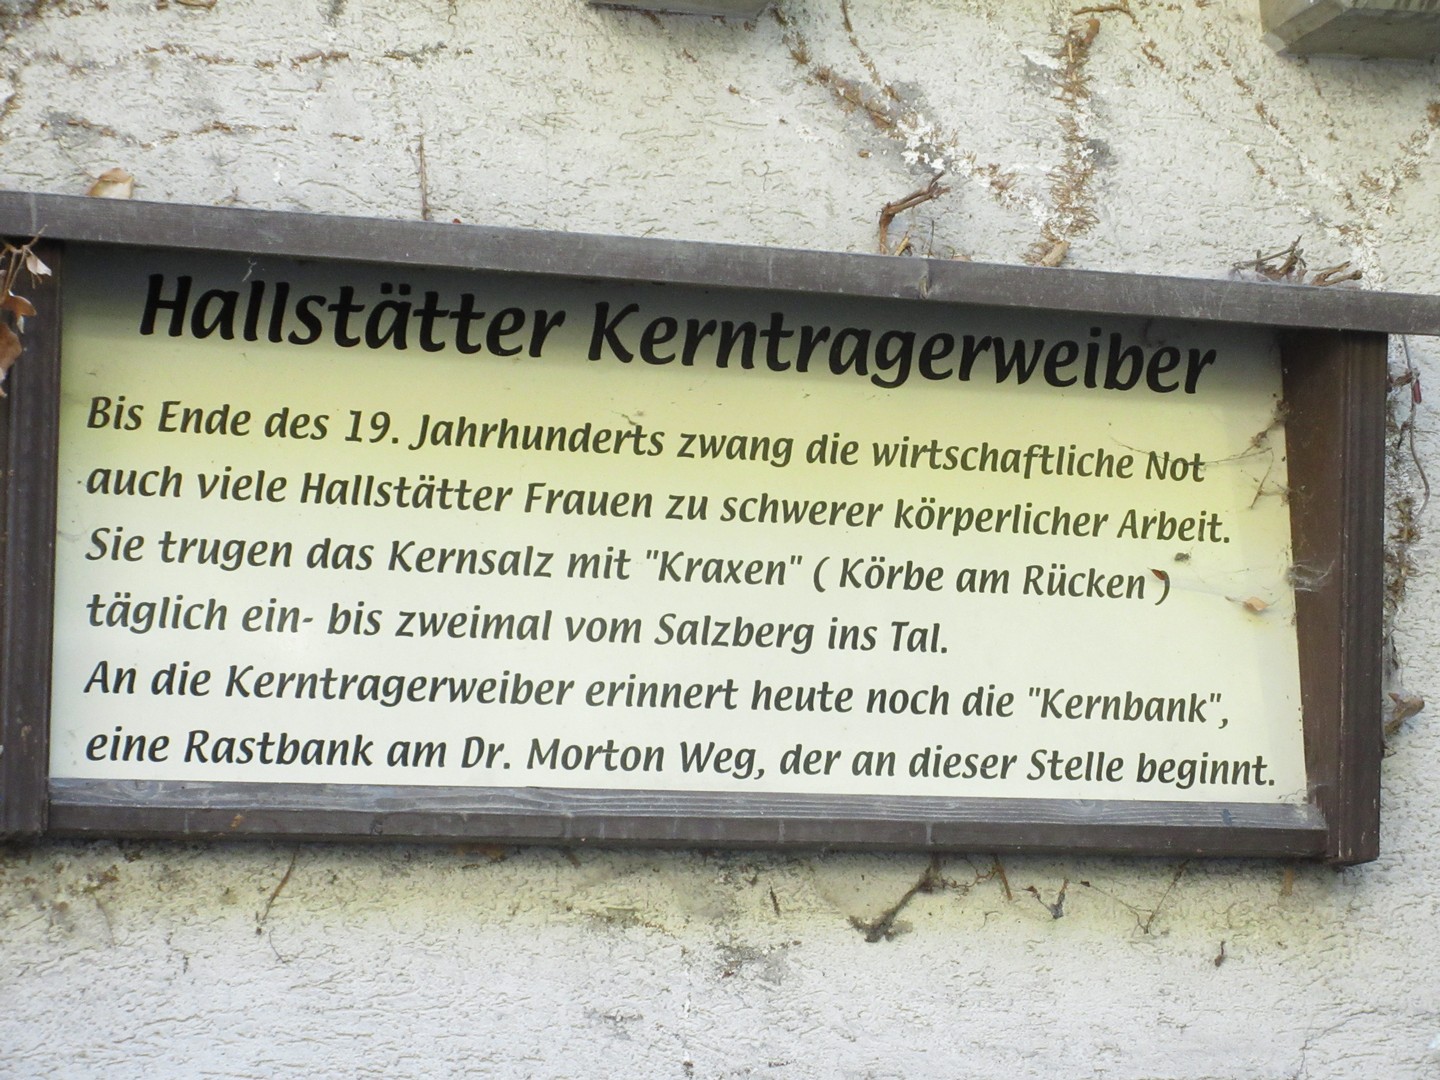 Hallstätter Kerntragerweiber
Bis Ende des 19. Jahrhunderts zwang die wirtschaftliche Not
auch viele Hallstätter Frauen zu schwerer körperlicher Arbeit.
Sie trugen das Kernsalz mit "Kraxen" ( Körbe am Rücken )
täglich ein- bis zweimal vom Salzberg ins Tal.
An die Kerntragerweiber erinnert heute noch die "Kernbank",
eine Rastbank am Dr. Morton Weg, der an dieser Stelle beginnt.